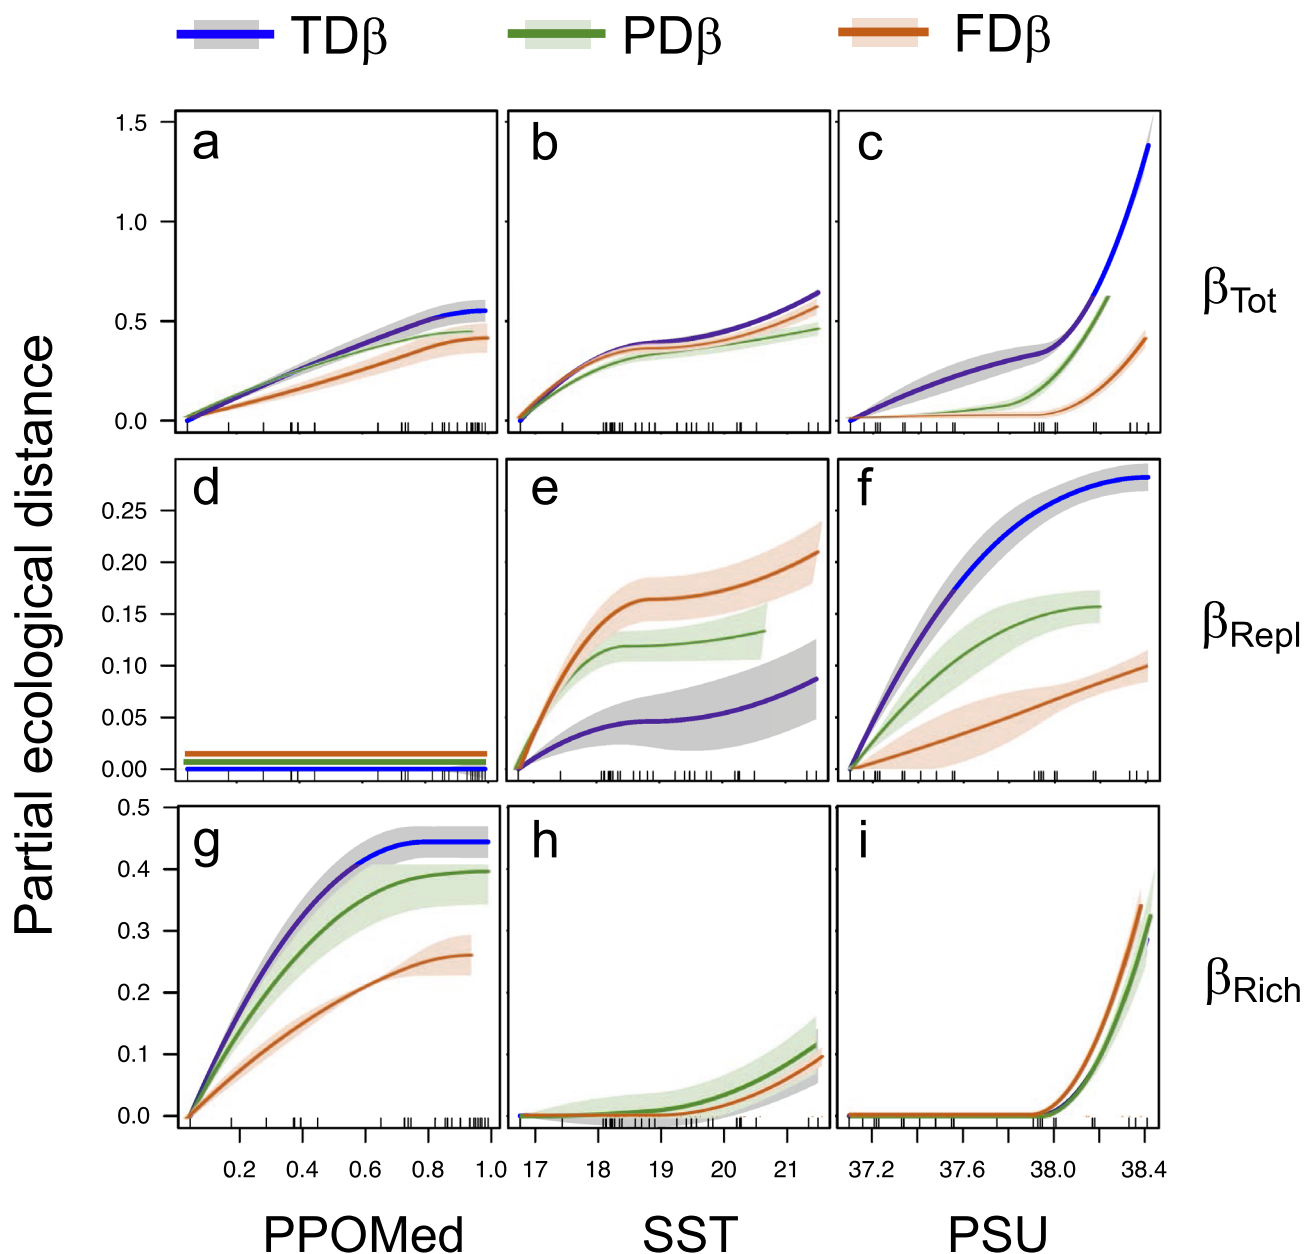 TDβ PDβ FDβ
Partial ecological distance
a b c
1.5
1.0
0.5
0.0
βTot
d e f
0.25
0.20
0.15
0.10
0.05
0.00
βRepl
g h i
0.5
0.4
0.3
0.2
0.1
0.0
βRich
0.2 0.4 0.6 0.8 1.0 17 18 19 20 21 37.2 37.6 38.0 38.4
PPOMed SST PSU